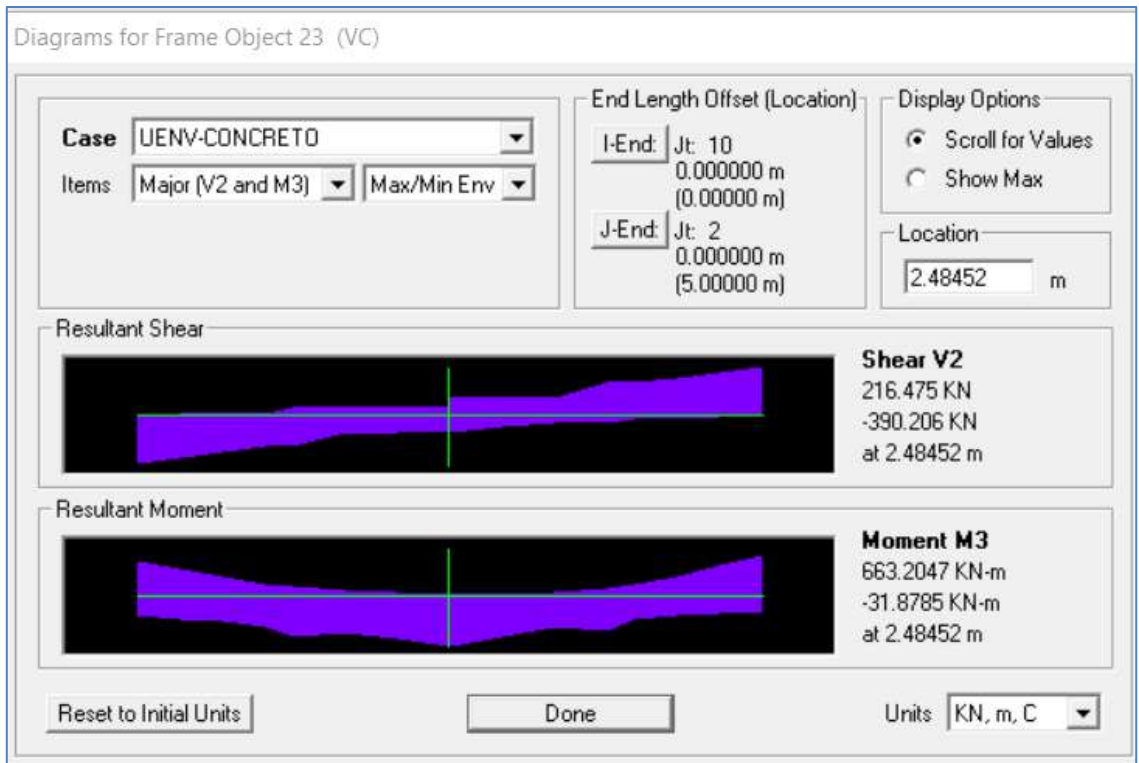 Diagrams for Frame Object 23 (VC)
Case UENV-CONCRETO
Items Major (V2 and M3) Max/Min Env
End Length Offset (Location)
I-End: Jt: 10
0.000000 m
(0.00000 m)
J-End: Jt: 2
0.000000 m
(5.00000 m)
Display Options
Scroll for Values
Show Max
Location
2.48452 m
Resultant Shear
Shear V2
216.475 KN
-390.206 KN
at 2.48452 m
Resultant Moment
Moment M3
663.2047 KN-m
-31.8785 KN-m
at 2.48452 m
Reset to Initial Units Done Units KN, m, C